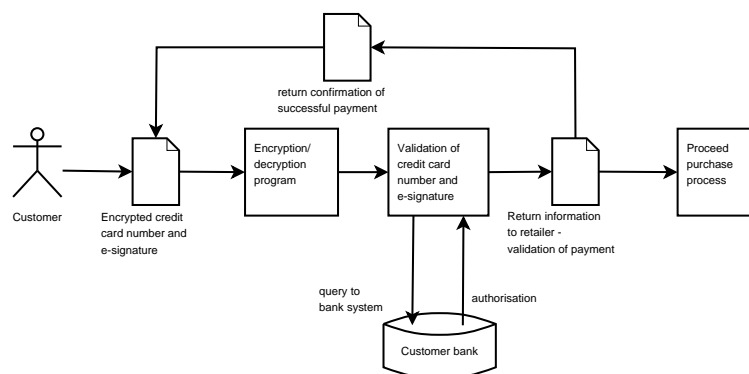 return confirmation of
successful payment
Customer
Encrypted credit
card number and
e-signature
Encryption/
decryption
program
Validation of
credit card
number and
e-signature
Return information
to retailer -
validation of payment
Proceed
purchase
process
query to
bank system
authorisation
Customer bank